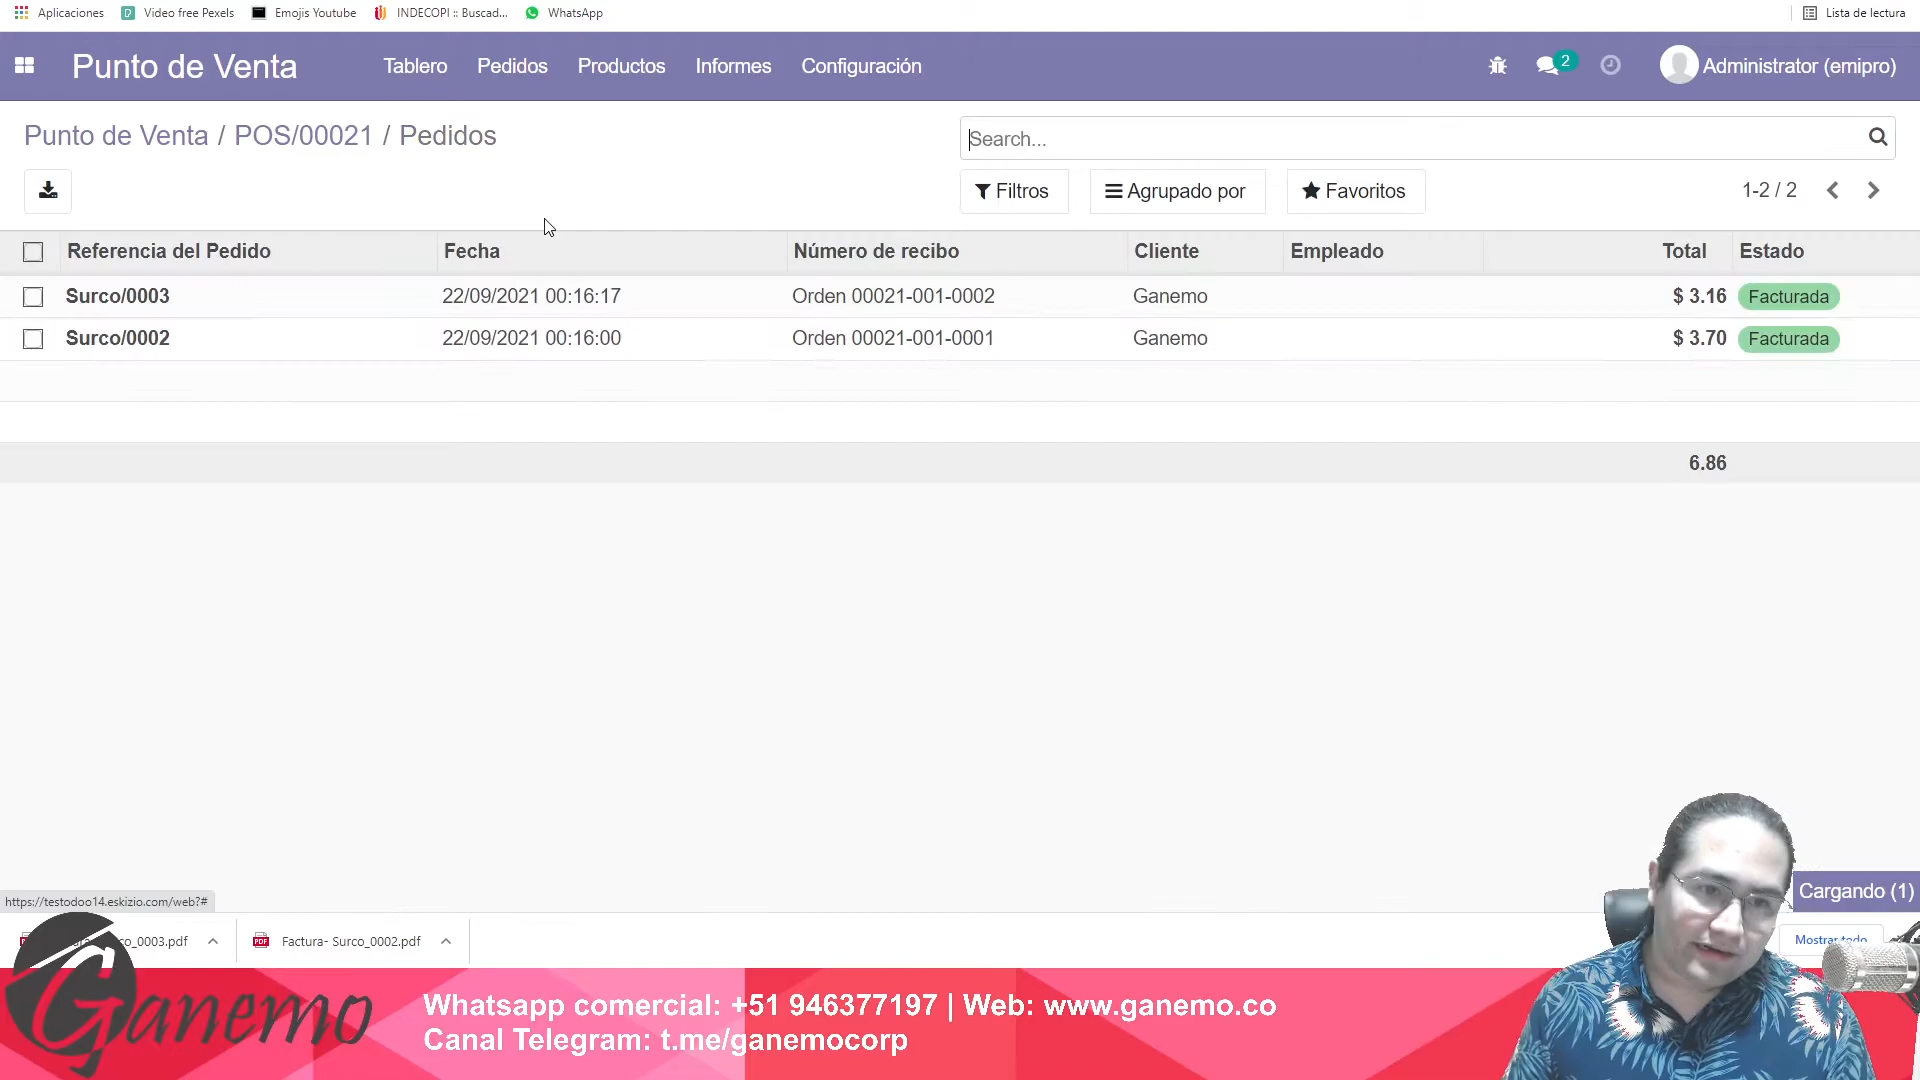 Aplicaciones Video free Pexels Emojis Youtube INDECOPI :: Buscad... WhatsApp Lista de lectura
Punto de Venta Tablero Pedidos Productos Informes Configuración 2 Administrator (emipro)
Punto de Venta / POS/00021 / Pedidos Search...
Filtros Agrupado por Favoritos 1-2 / 2
Referencia del Pedido Fecha Número de recibo Cliente Empleado Total Estado
Surco/0003 22/09/2021 00:16:17 Orden 00021-001-0002 Ganemo $ 3.16 Facturada
Surco/0002 22/09/2021 00:16:00 Orden 00021-001-0001 Ganemo $ 3.70 Facturada
6.86
Cargando (1)
https://testodoo14.eskizio.com/web?#
co_0003.pdf Factura- Surco_0002.pdf Mostrar todo
Ganemo
Whatsapp comercial: +51 946377197 | Web: www.ganemo.co
Canal Telegram: t.me/ganemocorp